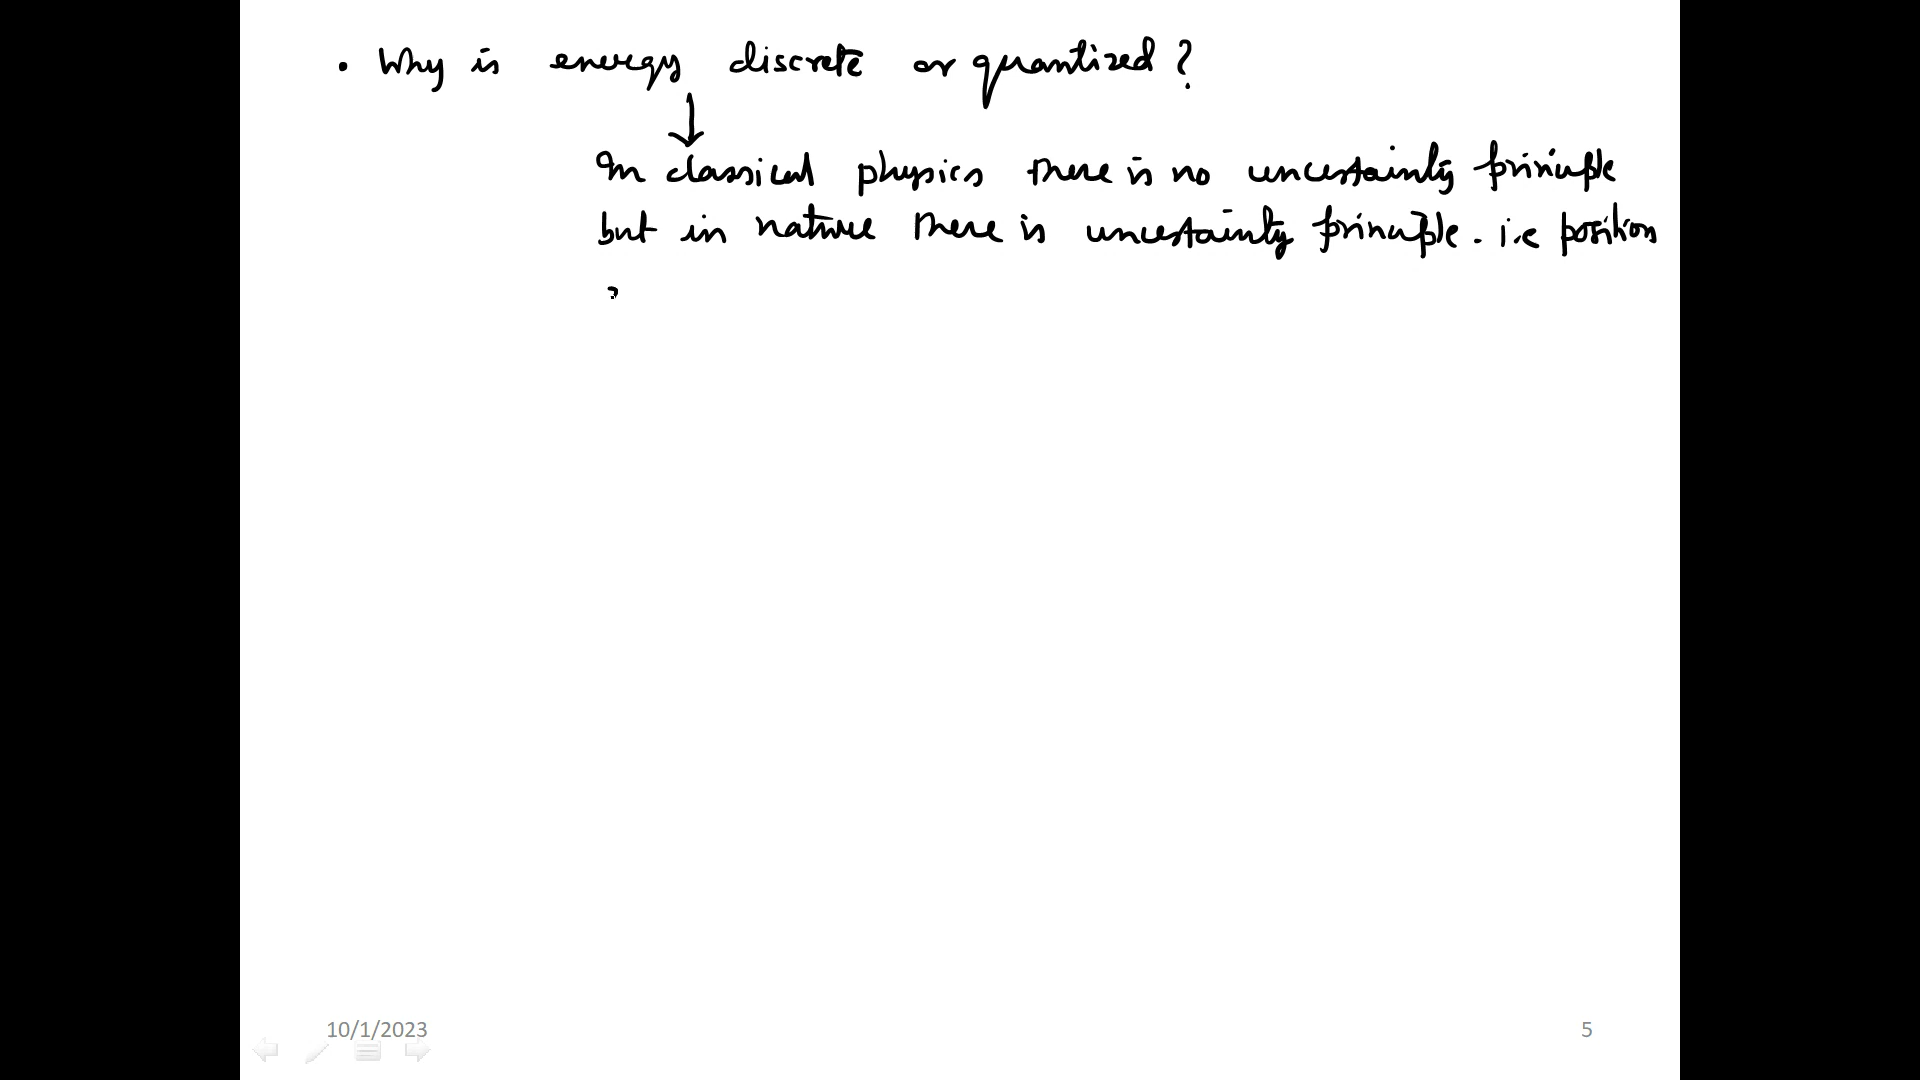 • Why is energy discrete or quantized?
In classical physics there is no uncertainty principle
but in nature there is uncertainty principle. i.e position
10/1/2023
5